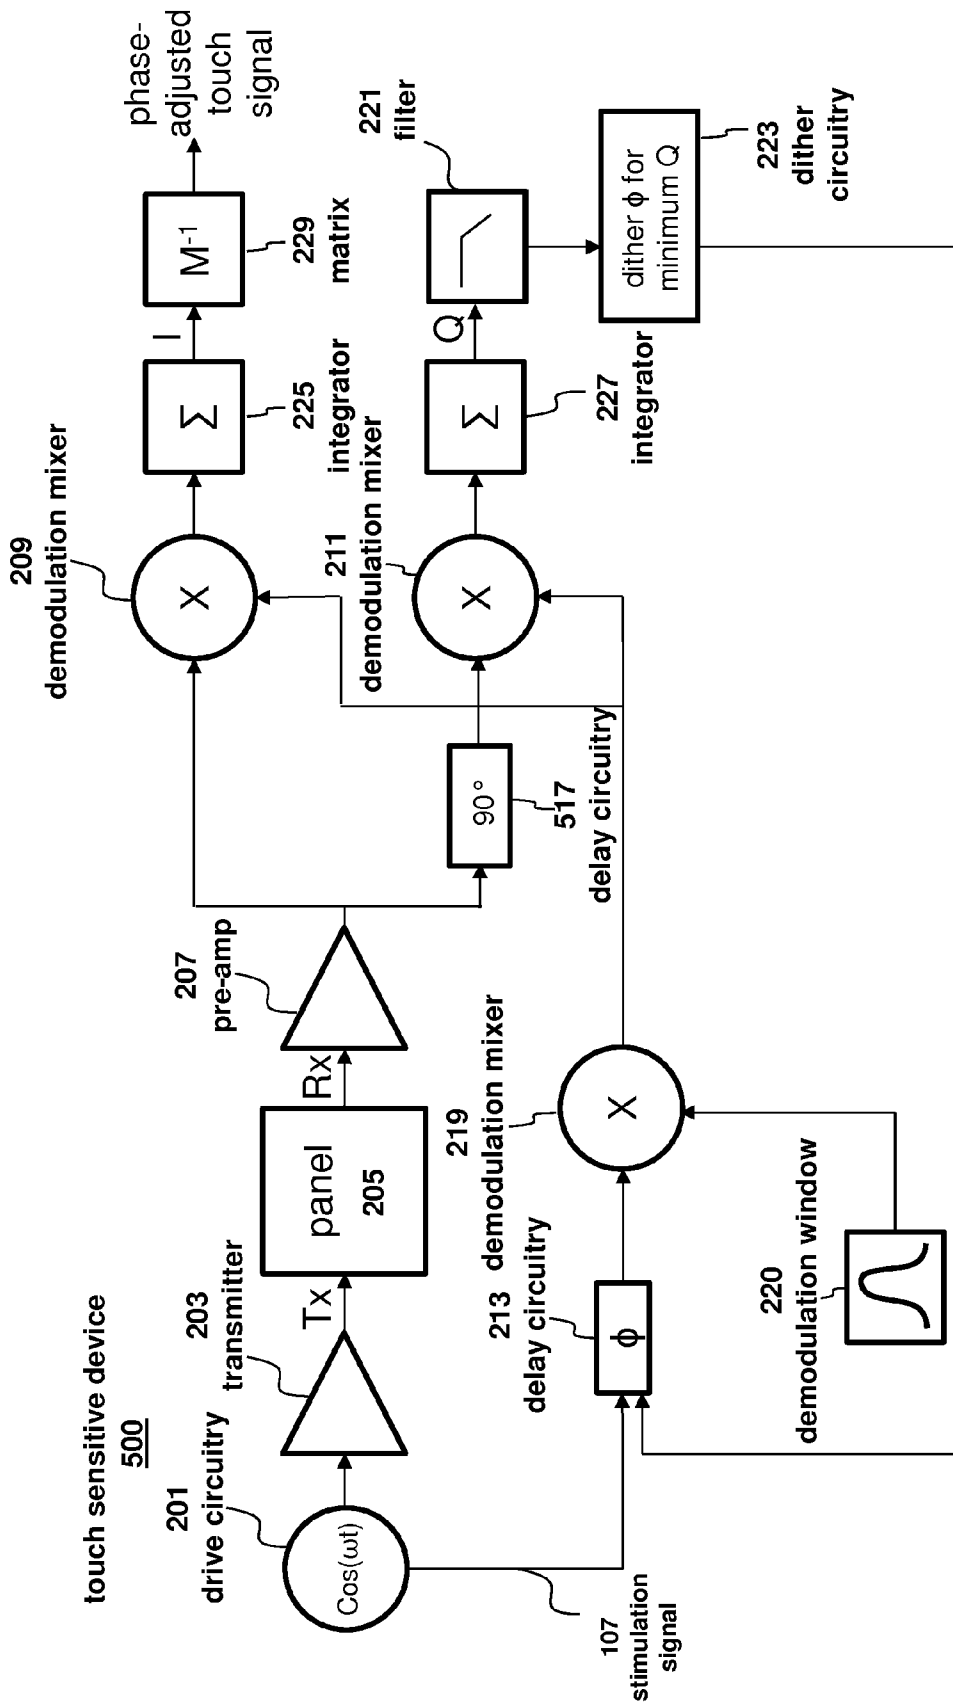 touch sensitive device
500
201
drive circuitry
Cos(ωt)
107
stimulation
signal
203
transmitter
Tx
panel
205
Rx
207
pre-amp
213
delay circuitry
ϕ
219
demodulation mixer
X
220
demodulation window
90°
517
delay circuitry
209
demodulation mixer
X
211
demodulation mixer
X
Σ
225
integrator
I
M-1
229
matrix
phase-
adjusted
touch
signal
Σ
227
integrator
Q
221
filter
dither ϕ for
minimum Q
223
dither
circuitry